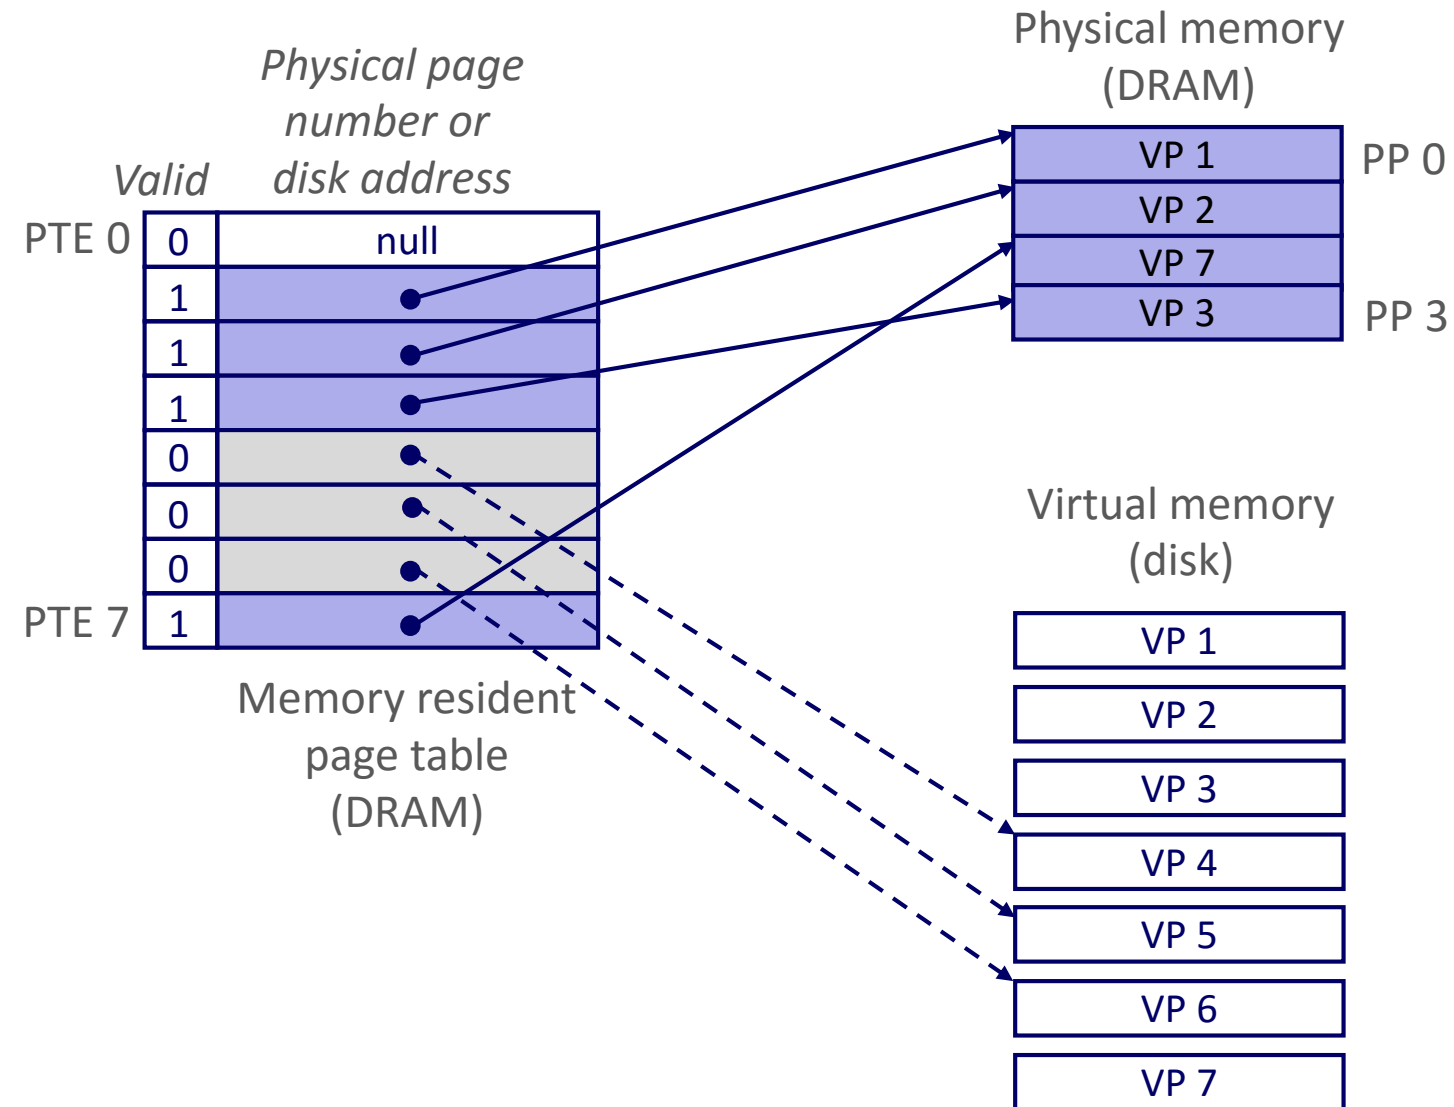 Physical page
number or
disk address
Valid
PTE 0
0
null
1
1
1
0
0
0
PTE 7
1
Memory resident
page table
(DRAM)
Physical memory
(DRAM)
VP 1
PP 0
VP 2
VP 7
VP 3
PP 3
Virtual memory
(disk)
VP 1
VP 2
VP 3
VP 4
VP 5
VP 6
VP 7